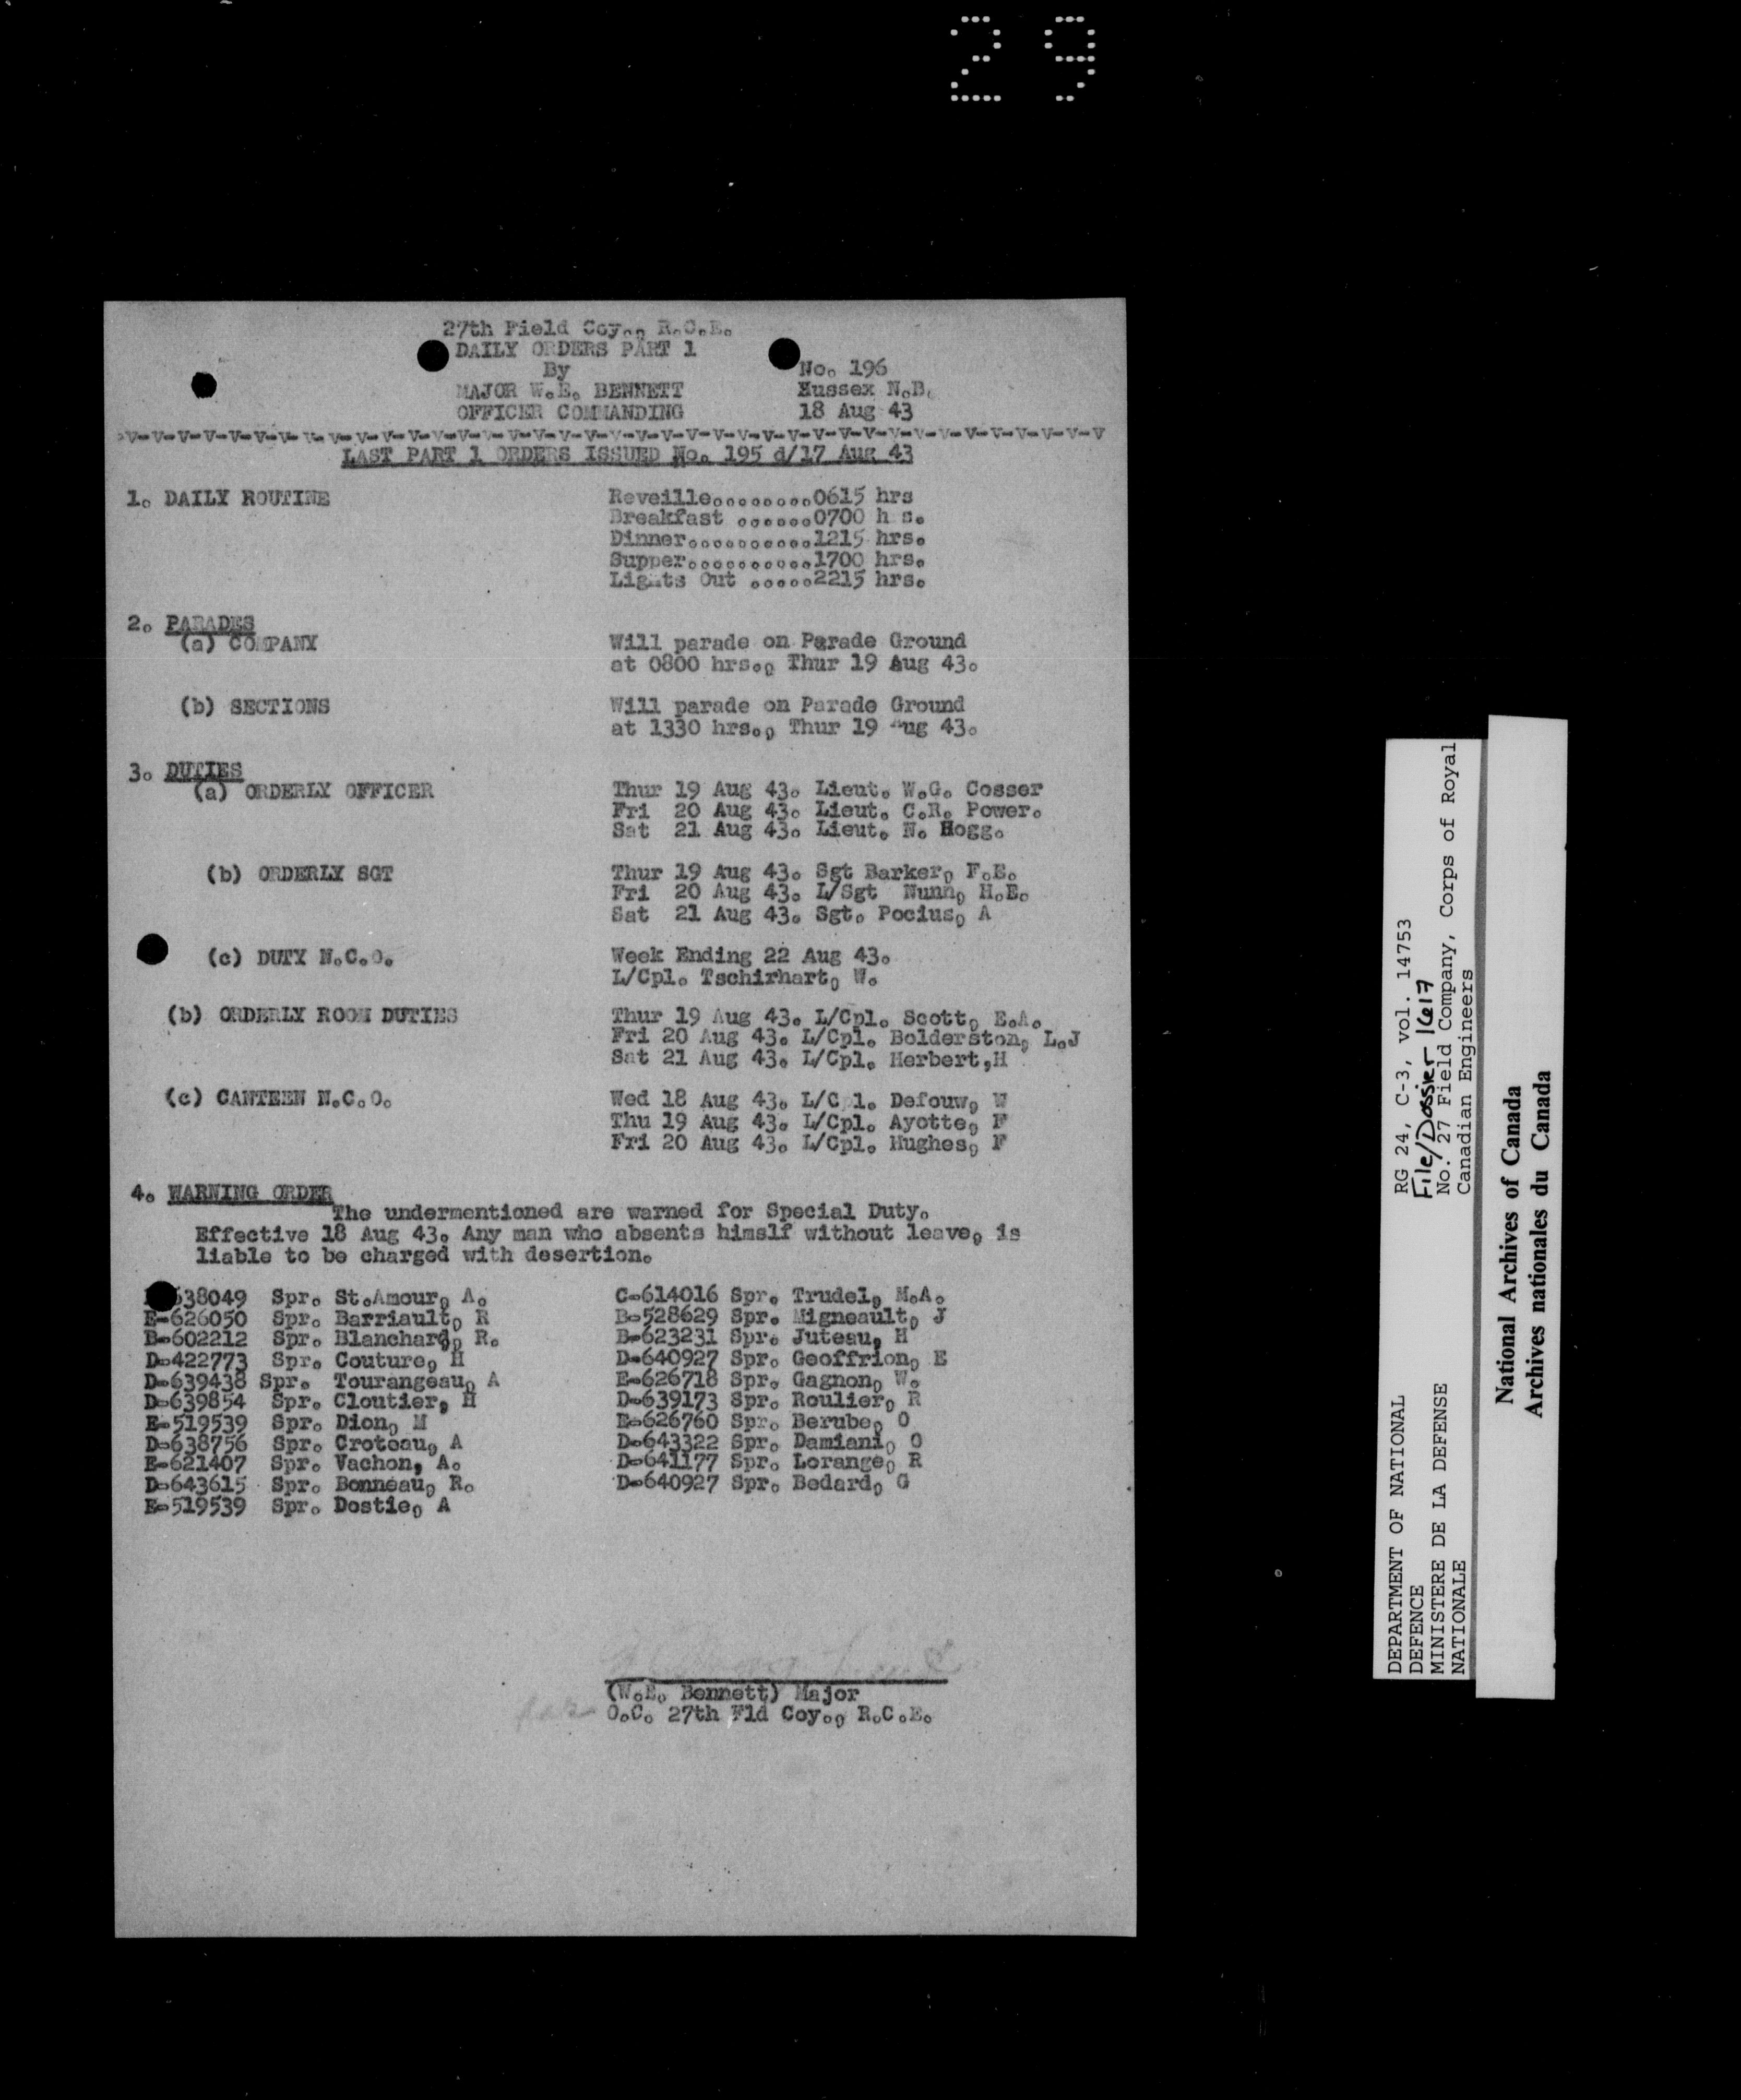 29
27th Field Coy., R.C.E.
DAILY ORDERS PART 1
By
No. 196
MAJOR W.E. BENNETT
Sussex N.B.
OFFICER COMMANDING
18 Aug 43
V-V-V-V-V-V-V-V-V-V-V-V-V-V-V-V-V-V-V-V-V-V-V-V-V-V-V-V-V-V-V-V-V-V-V-V-V-V-V
LAST PART 1 ORDERS ISSUED No. 195 d/17 Aug 43
1. DAILY ROUTINE Reveille........0615 hrs
Breakfast ......0700 h s.
Dinner..........1215 hrs.
Supper..........1700 hrs.
Lights Out .....2215 hrs.
2. PARADES
(a) COMPANY Will parade on Parade Ground
at 0800 hrs., Thur 19 Aug 43.
(b) SECTIONS Will parade on Parade Ground
at 1330 hrs., Thur 19 Aug 43.
3. DUTIES
(a) ORDERLY OFFICER Thur 19 Aug 43. Lieut. W.G. Cosser
Fri 20 Aug 43. Lieut. C.R. Power.
Sat 21 Aug 43. Lieut. N. Hogg.
(b) ORDERLY SGT Thur 19 Aug 43. Sgt Barker, F.E.
Fri 20 Aug 43. L/Sgt Nunn, H.E.
Sat 21 Aug 43. Sgt. Pocius, A
(c) DUTY N.C.O. Week Ending 22 Aug 43.
L/Cpl. Tschirhart, W.
(b) ORDERLY ROOM DUTIES Thur 19 Aug 43. L/Cpl. Scott, E.A.
Fri 20 Aug 43. L/Cpl. Bolderston, L.J
Sat 21 Aug 43. L/Cpl. Herbert,H
(c) CANTEEN N.C.O. Wed 18 Aug 43. L/C l. Defouw, W
Thu 19 Aug 43. L/Cpl. Ayotte, F
Fri 20 Aug 43. L/Cpl. Hughes, F
4. WARNING ORDER
The undermentioned are warned for Special Duty.
Effective 18 Aug 43. Any man who absents himslf without leave, is
liable to be charged with desertion.
638049 Spr. St.Amour, A. C-614016 Spr. Trudel, M.A.
E-626050 Spr. Barriault, R B-528629 Spr. Migneault, J
B-602212 Spr. Blanchard, R. B-623231 Spr. Juteau, H
D-422773 Spr. Couture, H D-640927 Spr. Geoffrion, E
D-639438 Spr. Tourangeau, A E-626718 Spr. Gagnon, W.
D-639854 Spr. Cloutier, H D-639173 Spr. Roulier, R
E-519539 Spr. Dion, M E-626760 Spr. Berube, O
D-638756 Spr. Croteau, A D-643322 Spr. Damiani, O
E-621407 Spr. Vachon, A. D-641177 Spr. Lorange, R
D-643615 Spr. Bonneau, R. D-640927 Spr. Bedard, G
E-519539 Spr. Dostie, A
(W.E. Bennett) Major
for O.C. 27th Fld Coy., R.C.E.
DEPARTMENT OF NATIONAL
DEFENCE
MINISTERE DE LA DEFENSE
NATIONALE
RG 24, C-3, vol. 14753
File/Dossier 1617
No. 27 Field Company, Corps of Royal
Canadian Engineers
National Archives of Canada
Archives nationales du Canada